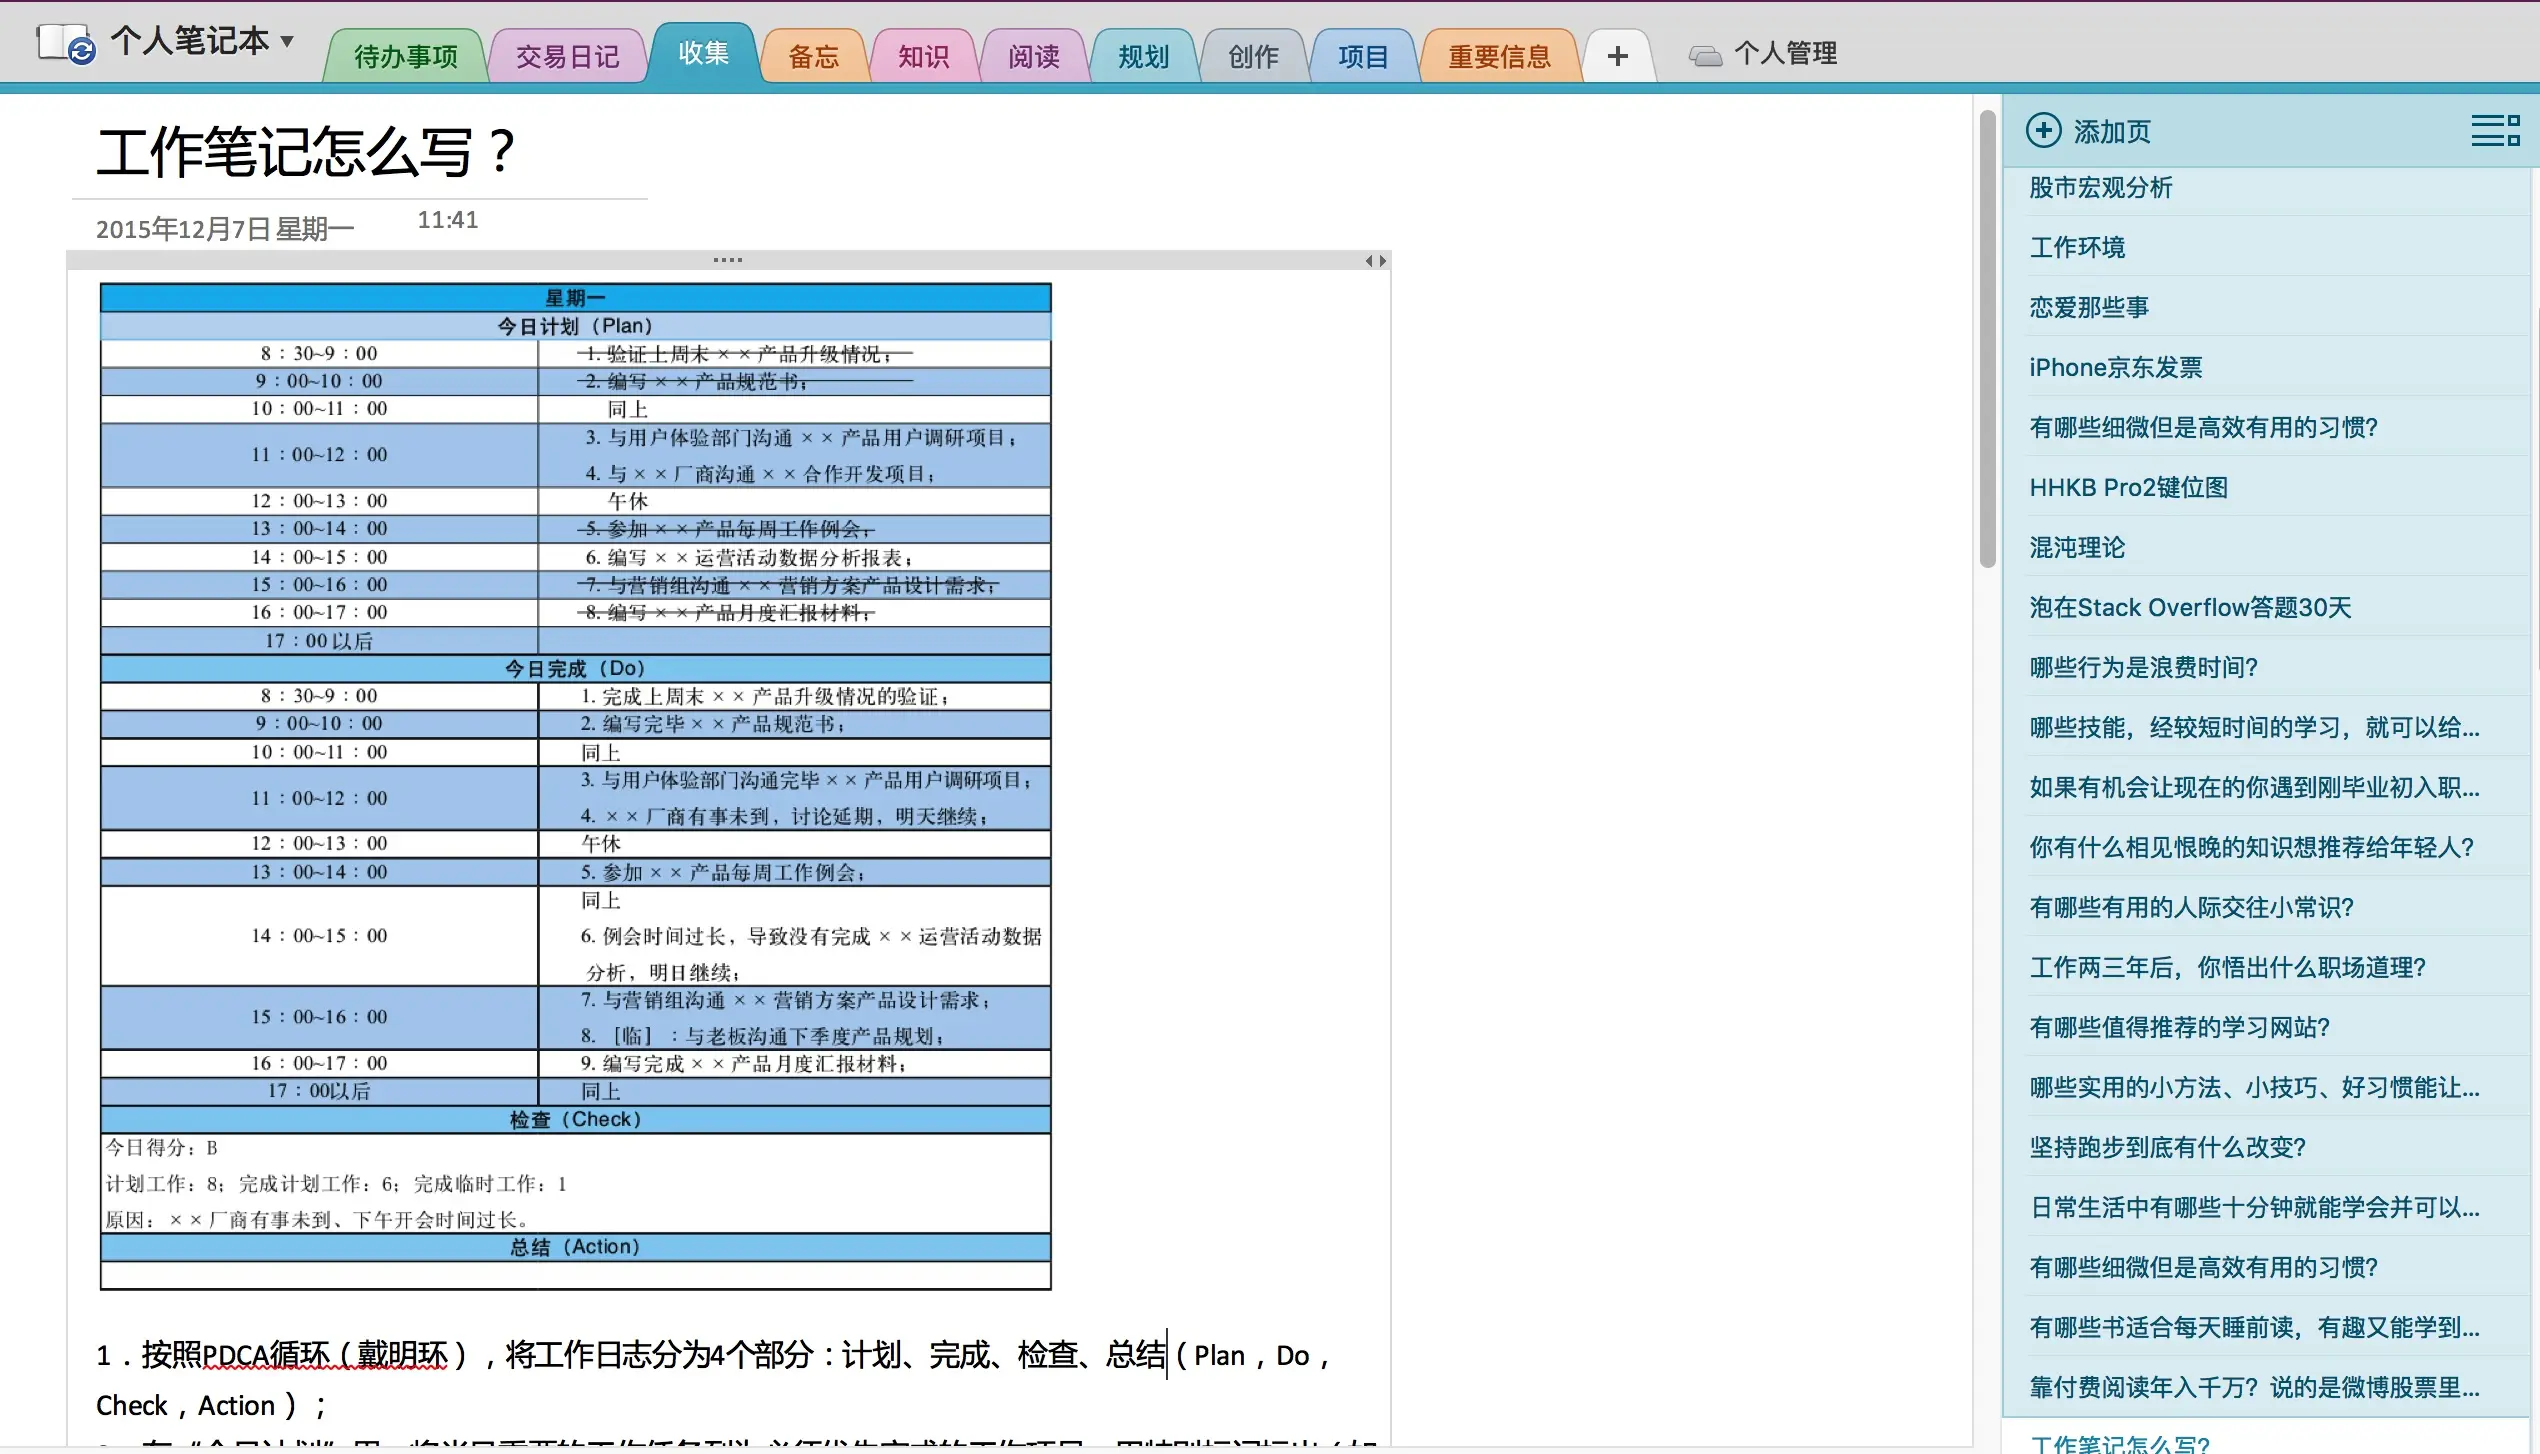 个人笔记本
待办事项
交易日记
收集
备忘
知识
阅读
规划
创作
项目
重要信息
+
个人管理
工作笔记怎么写？
2015年12月7日 星期一 11:41
星期一
今日计划（Plan）
8：30~9：00 1. 验证上周末××产品升级情况；
9：00~10：00 2. 编写××产品规范书；
10：00~11：00 同上
11：00~12：00 3. 与用户体验部门沟通××产品用户调研项目；
4. 与××厂商沟通××合作开发项目；
12：00~13：00 午休
13：00~14：00 5. 参加××产品每周工作例会；
14：00~15：00 6. 编写××运营活动数据分析报表；
15：00~16：00 7. 与营销组沟通××营销方案产品设计需求；
16：00~17：00 8. 编写××产品月度汇报材料；
17：00以后
今日完成（Do）
8：30~9：00 1. 完成上周末××产品升级情况的验证；
9：00~10：00 2. 编写完毕××产品规范书；
10：00~11：00 同上
11：00~12：00 3. 与用户体验部门沟通完毕××产品用户调研项目；
4. ××厂商有事未到，讨论延期，明天继续；
12：00~13：00 午休
13：00~14：00 5. 参加××产品每周工作例会；
14：00~15：00 同上
6. 例会时间过长，导致没有完成××运营活动数据
分析，明日继续；
15：00~16：00 7. 与营销组沟通××营销方案产品设计需求；
8. ［临］：与老板沟通下季度产品规划；
16：00~17：00 9. 编写完成××产品月度汇报材料；
17：00以后 同上
检查（Check）
今日得分：B
计划工作：8；完成计划工作：6；完成临时工作：1
原因：××厂商有事未到、下午开会时间过长。
总结（Action）
1．按照PDCA循环（戴明环），将工作日志分为4个部分：计划、完成、检查、总结（Plan，Do，
Check，Action）；
添加页
股市宏观分析
工作环境
恋爱那些事
iPhone京东发票
有哪些细微但是高效有用的习惯？
HHKB Pro2键位图
混沌理论
泡在Stack Overflow答题30天
哪些行为是浪费时间？
哪些技能，经较短时间的学习，就可以给...
如果有机会让现在的你遇到刚毕业初入职...
你有什么相见恨晚的知识想推荐给年轻人？
有哪些有用的人际交往小常识？
工作两三年后，你悟出什么职场道理？
有哪些值得推荐的学习网站？
哪些实用的小方法、小技巧、好习惯能让...
坚持跑步到底有什么改变？
日常生活中有哪些十分钟就能学会并可以...
有哪些细微但是高效有用的习惯？
有哪些书适合每天睡前读，有趣又能学到...
靠付费阅读年入千万？说的是微博股票里...
工作笔记怎么写？